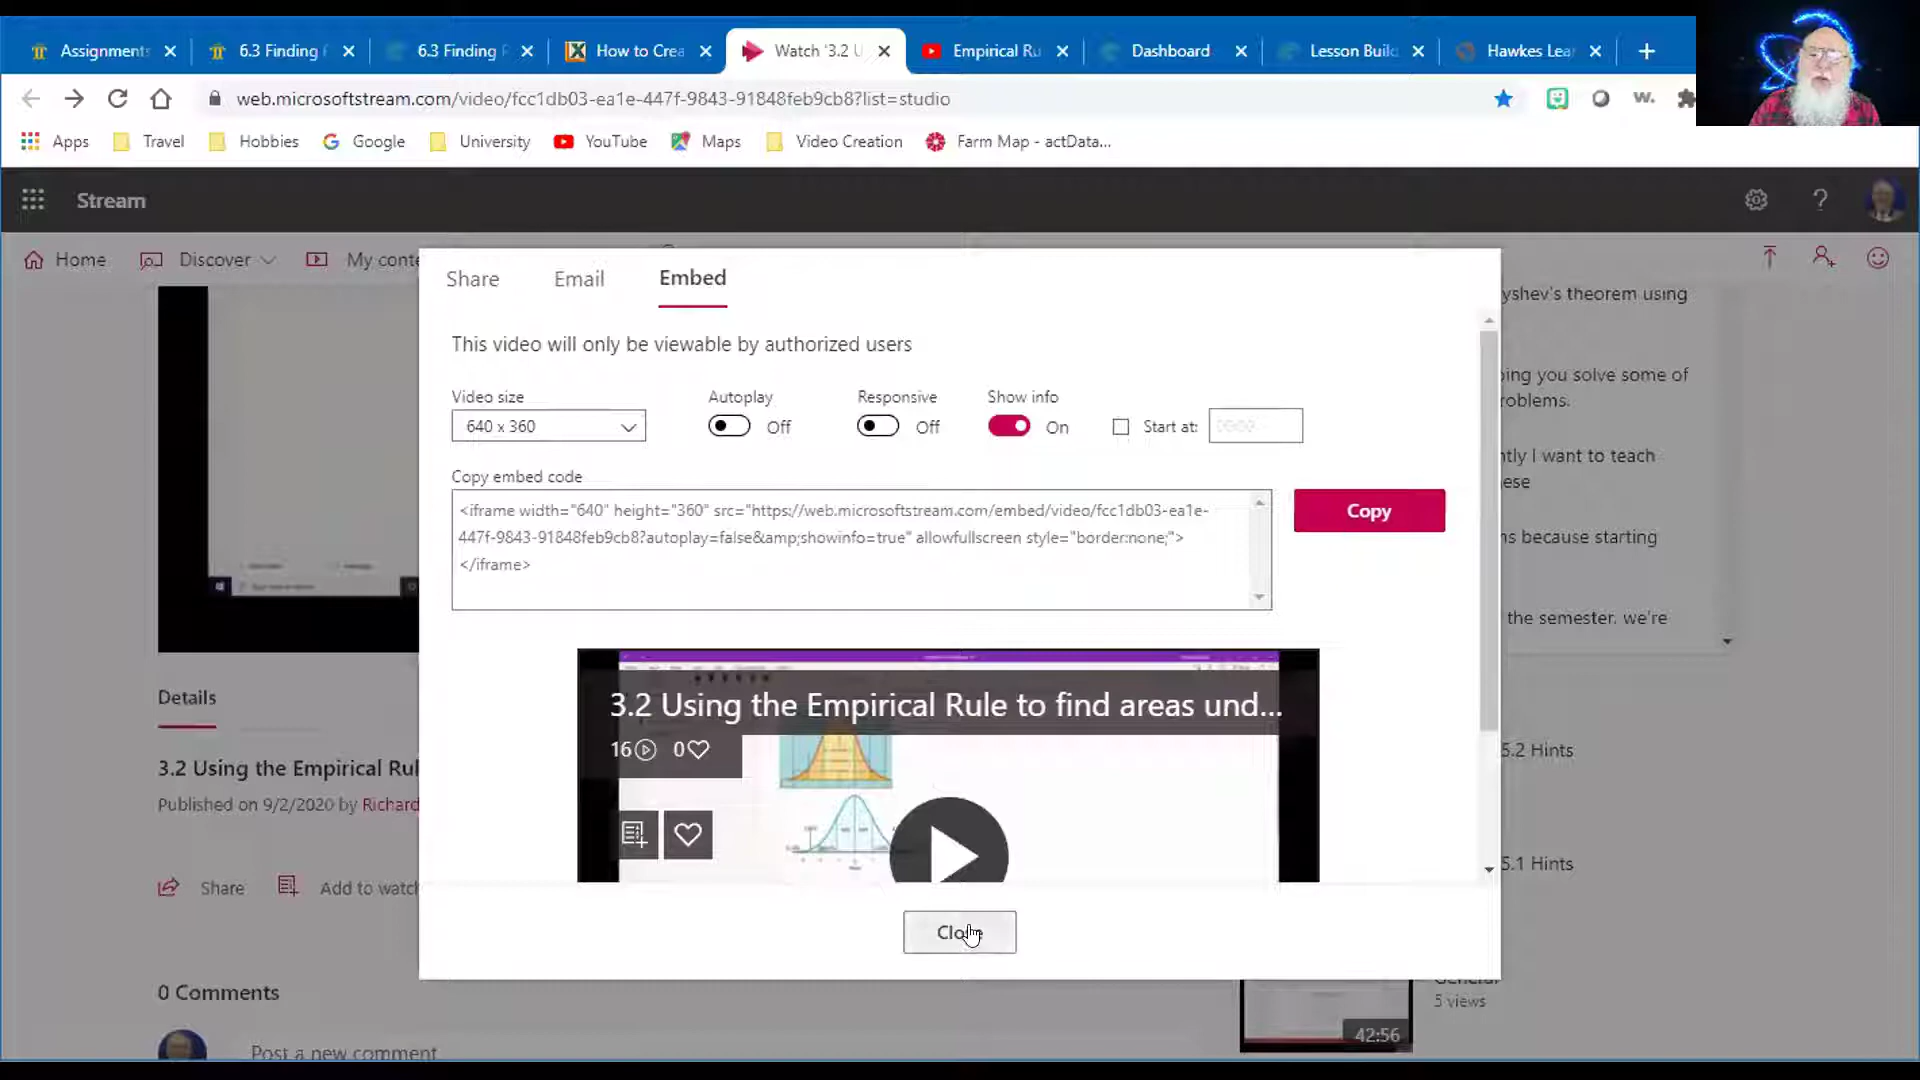 Assignments
6.3 Finding
6.3 Finding
How to Crea
Watch '3.2 U
Empirical Ru
Dashboard
Lesson Build
Hawkes Lea
web.microsoftstream.com/video/fcc1db03-ea1e-447f-9843-91848feb9cb8?list=studio
w.
Apps
Travel
Hobbies
Google
University
YouTube
Maps
Video Creation
Farm Map - actData...
Stream
?
Home
Discover
My conte
Share
Email
Embed
yshev's theorem using
This video will only be viewable by authorized users
ing you solve some of
roblems.
Video size
Autoplay
Responsive
Show info
640 x 360
Off
Off
On
Start at:
00:00
ntly I want to teach
ese
Copy embed code
<iframe width="640" height="360" src="https://web.microsoftstream.com/embed/video/fcc1db03-ea1e-
447f-9843-91848feb9cb8?autoplay=false&amp;showinfo=true" allowfullscreen style="border:none;">
</iframe>
Copy
ns because starting
the semester. we're
Details
3.2 Using the Empirical Rule to find areas und...
16
0
5.2 Hints
3.2 Using the Empirical Rul
Published on 9/2/2020 by Richard
5.1 Hints
Share
Add to watch
Close
0 Comments
General
5 views
42:56
Post a new comment